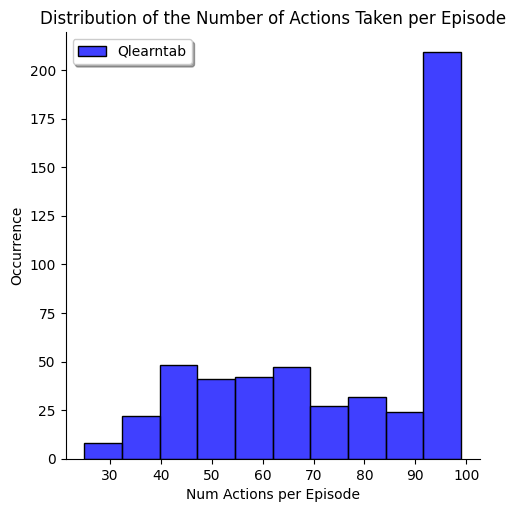 Distribution of the Number of Actions Taken per Episode
Qlearntab
200
175
150
125
100
75
50
25
0
Occurrence
30 40 50 60 70 80 90 100
Num Actions per Episode